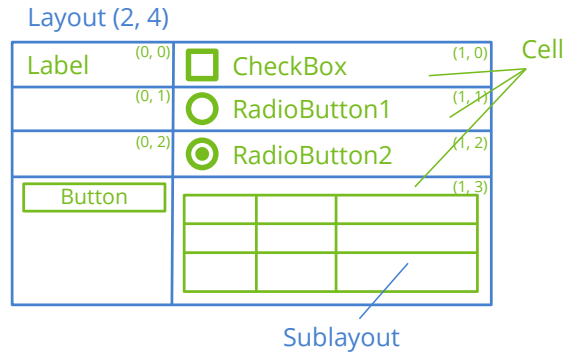 Layout (2, 4)
Cell
Label (0, 0)
CheckBox (1, 0)
(0, 1)
RadioButton1 (1, 1)
(0, 2)
RadioButton2 (1, 2)
Button
(1, 3)
Sublayout